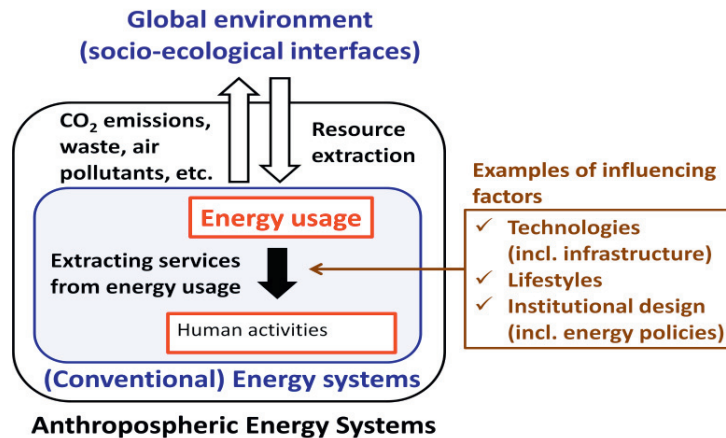 Global environment
(socio-ecological interfaces)
CO₂ emissions,
waste, air
pollutants, etc.
Resource
extraction
Energy usage
Extracting services
from energy usage
Human activities
(Conventional) Energy systems
Anthropospheric Energy Systems
Examples of influencing
factors
✓ Technologies
(incl. infrastructure)
✓ Lifestyles
✓ Institutional design
(incl. energy policies)